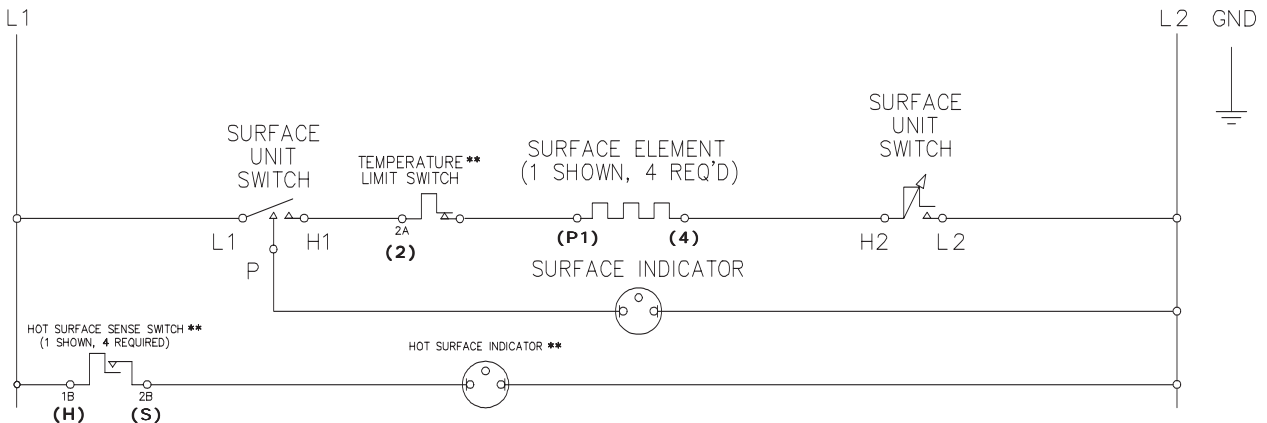 L1
L2 GND
SURFACE
UNIT
SWITCH
SURFACE
UNIT
SWITCH
TEMPERATURE **
LIMIT SWITCH
SURFACE ELEMENT
(1 SHOWN, 4 REQ'D)
L1
H1
2A
(2)
(P1)
(4)
H2
L2
P
SURFACE INDICATOR
HOT SURFACE SENSE SWITCH **
(1 SHOWN, 4 REQUIRED)
HOT SURFACE INDICATOR **
1B
2B
(H)
(S)